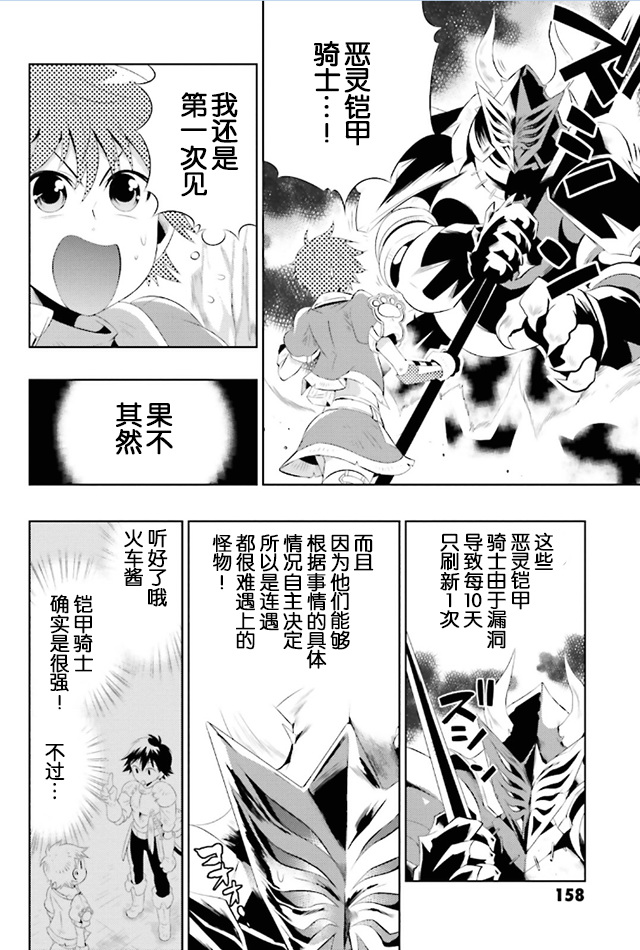 恶灵铠甲
骑士…！
我还是
第一次见
果不
其然
这些
恶灵铠甲
骑士由于漏洞
导致每10天
只刷新1次
而且
因为他们能够
根据事情的具体
情况自主决定
所以是连遇
都很难遇上的
怪物！
コォォ…
听好了哦
火车酱
铠甲骑士
确实是很
强！
不过…
158